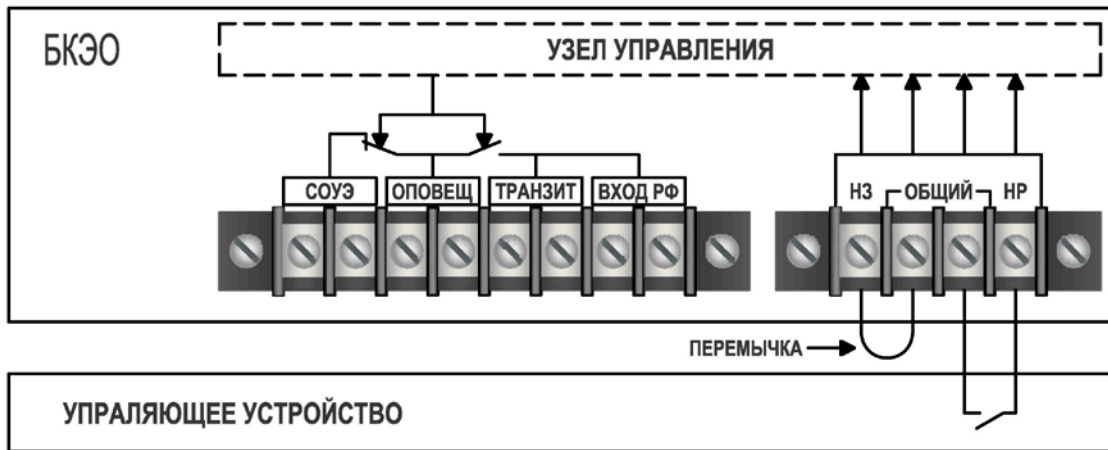 БКЭО
УЗЕЛ УПРАВЛЕНИЯ
СОУЭ ОПОВЕЩ ТРАНЗИТ ВХОД РФ
НЗ ОБЩИЙ НР
ПЕРЕМЫЧКА
УПРАЛЯЮЩЕЕ УСТРОЙСТВО